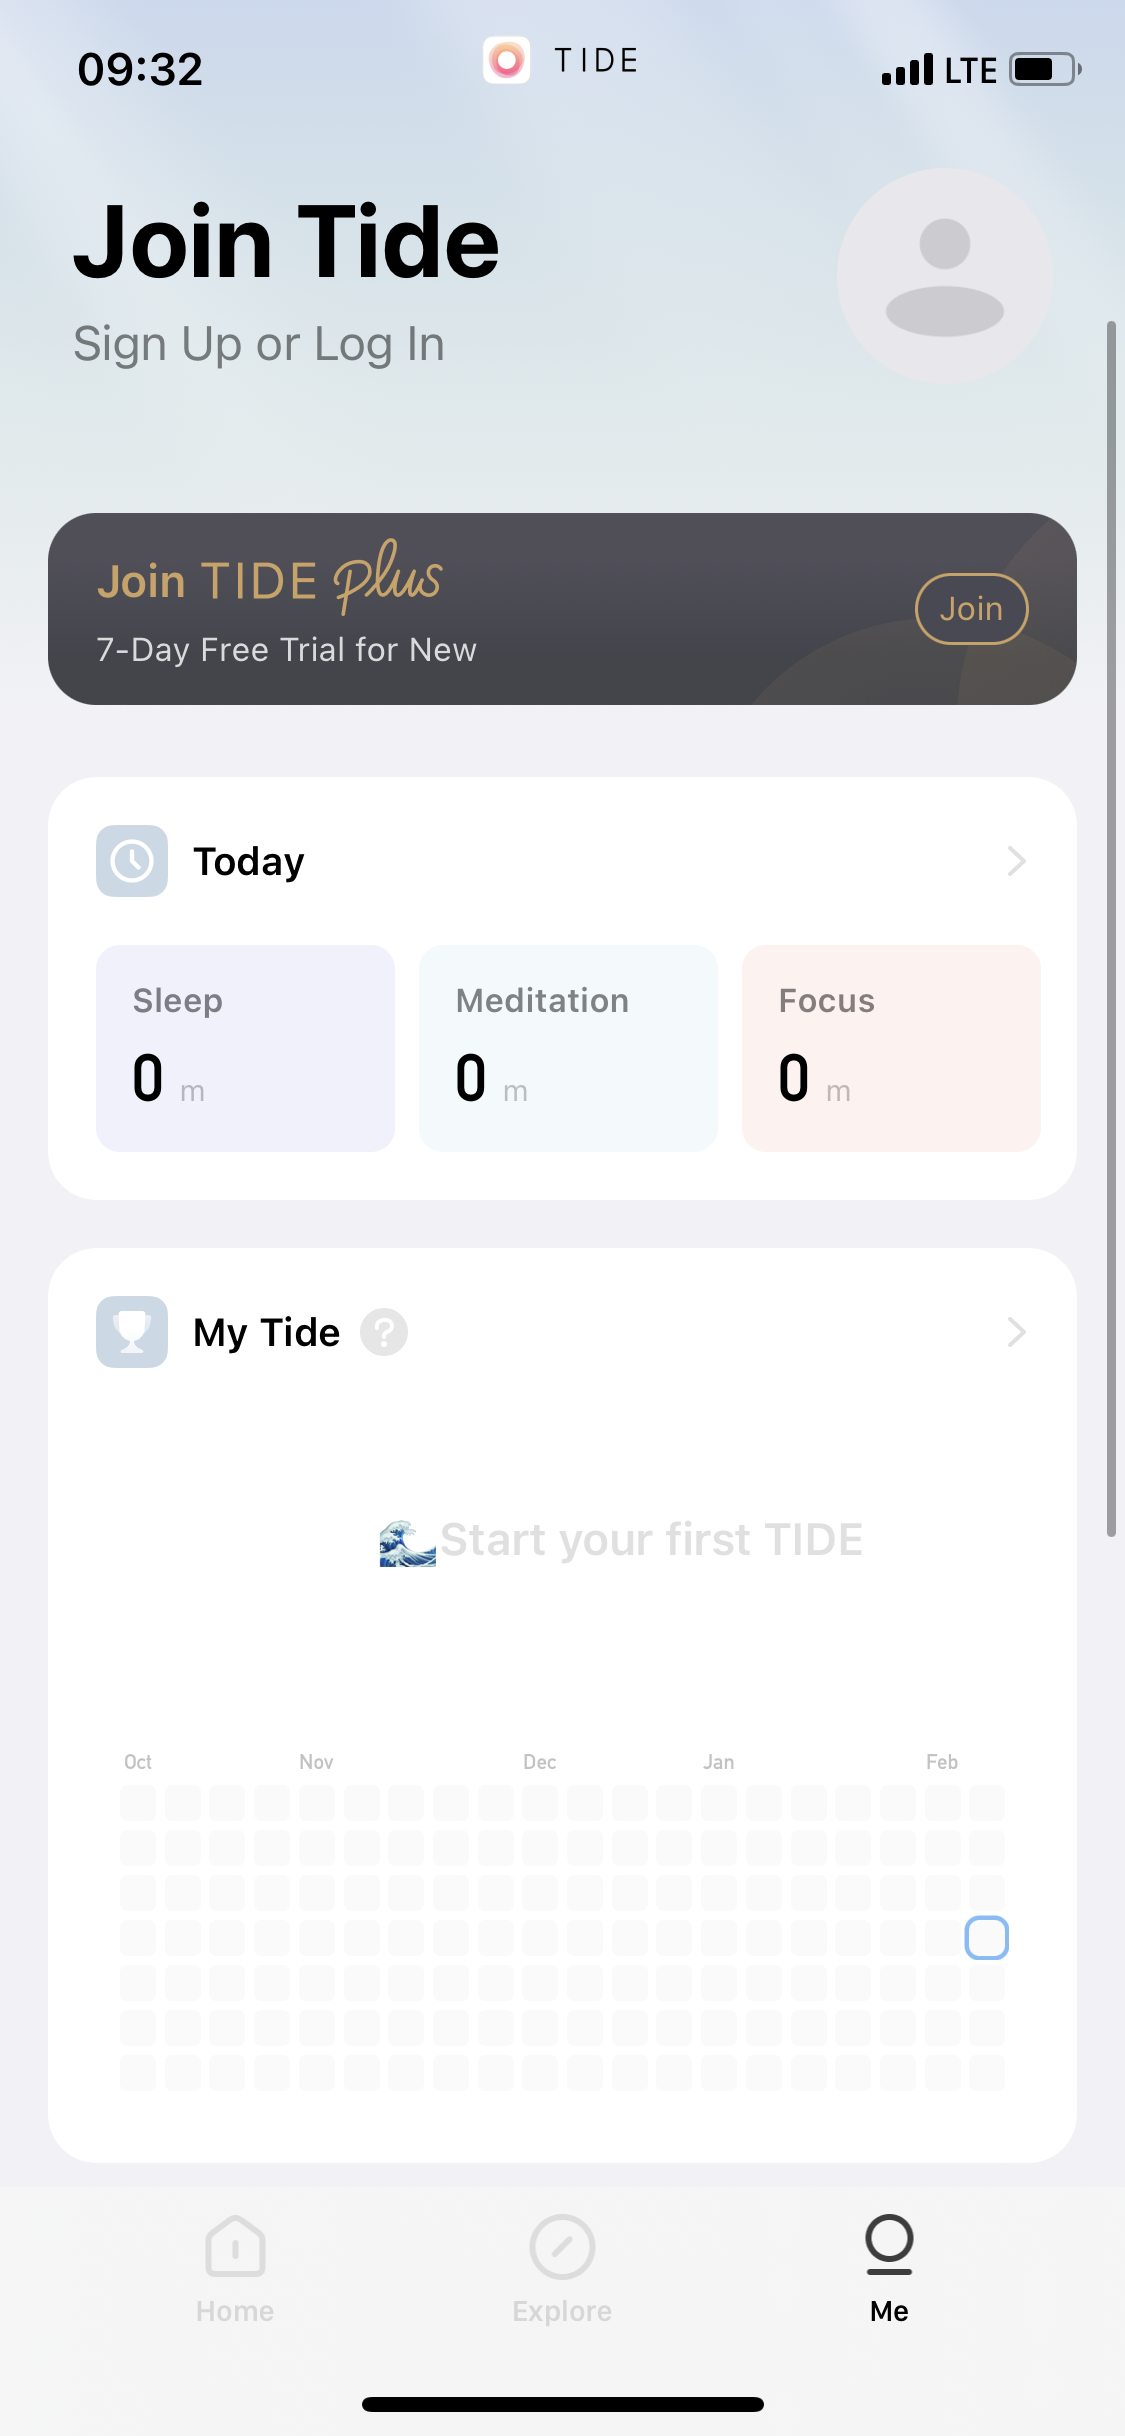 09:32
TIDE
LTE
Join Tide
Sign Up or Log In
Join TIDE plus
7-Day Free Trial for New
Join
Today
Sleep
Meditation
Focus
0 m
0 m
0 m
My Tide ?
🌊Start your first TIDE
Oct Nov Dec Jan Feb
Home
Explore
Me